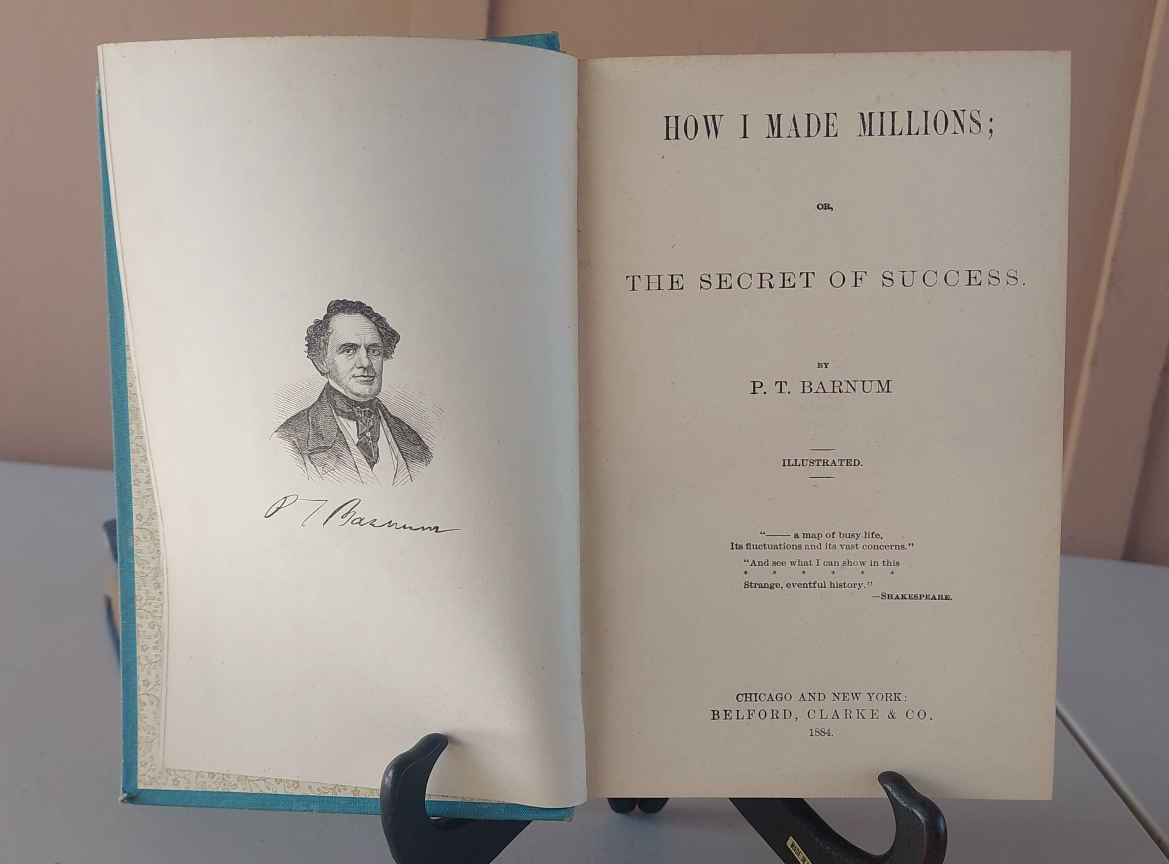 P T Barnum
HOW I MADE MILLIONS;
OR,
THE SECRET OF SUCCESS.
BY
P. T. BARNUM
ILLUSTRATED.
"—— a map of busy life,
Its fluctuations and its vast concerns."
"And see what I can show in this
* * * * * *
Strange, eventful history."
—SHAKESPEARE.
CHICAGO AND NEW YORK:
BELFORD, CLARKE & CO.
1884.